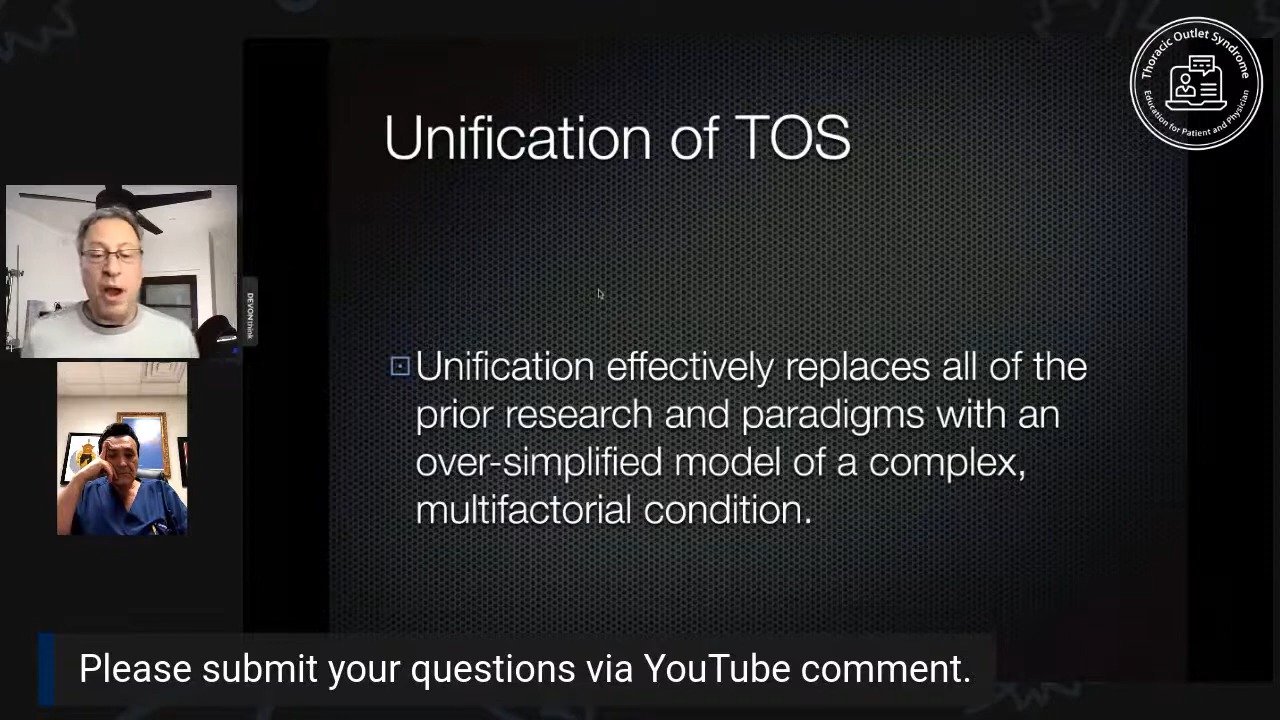 Thoracic Outlet Syndrome
Education for Patient and Physician
Unification of TOS
DEVONthink
Unification effectively replaces all of the
prior research and paradigms with an
over-simplified model of a complex,
multifactorial condition.
Please submit your questions via YouTube comment.